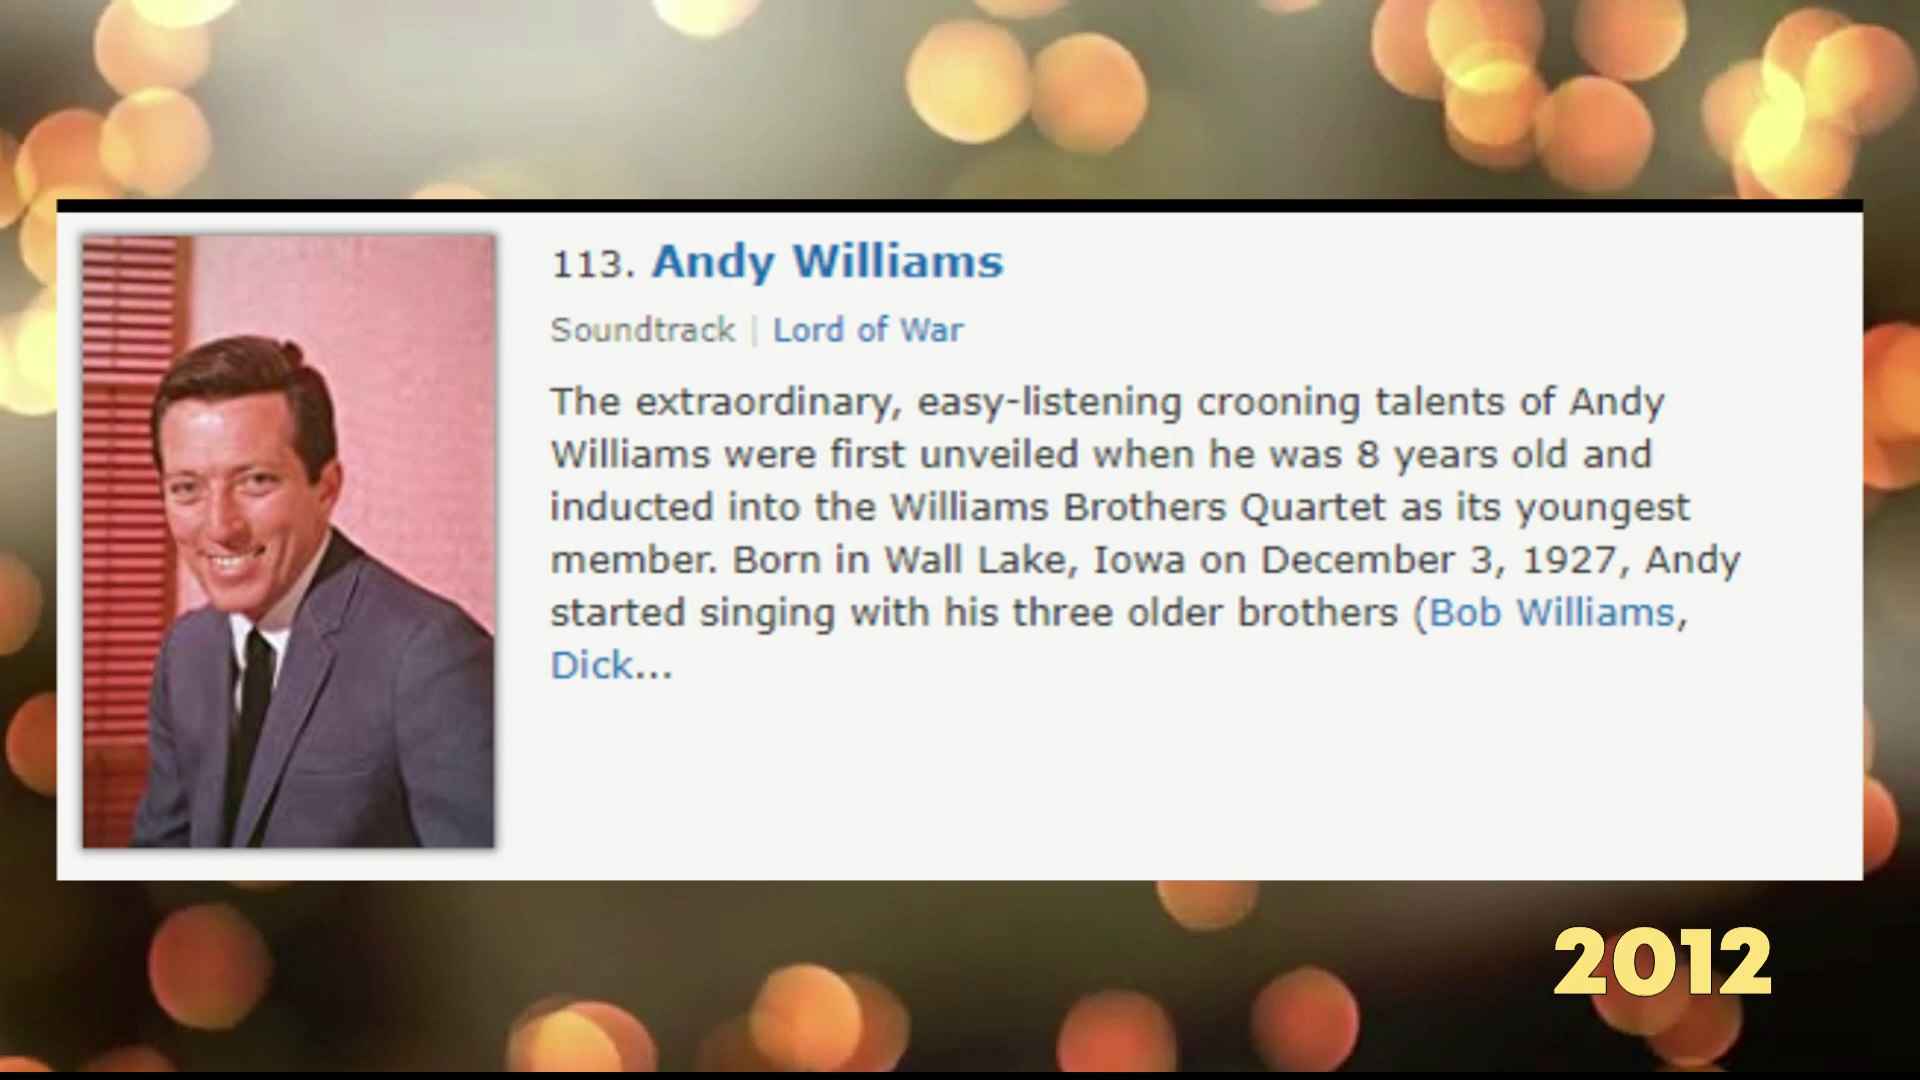 113. Andy Williams
Soundtrack | Lord of War
The extraordinary, easy-listening crooning talents of Andy
Williams were first unveiled when he was 8 years old and
inducted into the Williams Brothers Quartet as its youngest
member. Born in Wall Lake, Iowa on December 3, 1927, Andy
started singing with his three older brothers (Bob Williams,
Dick...
2012